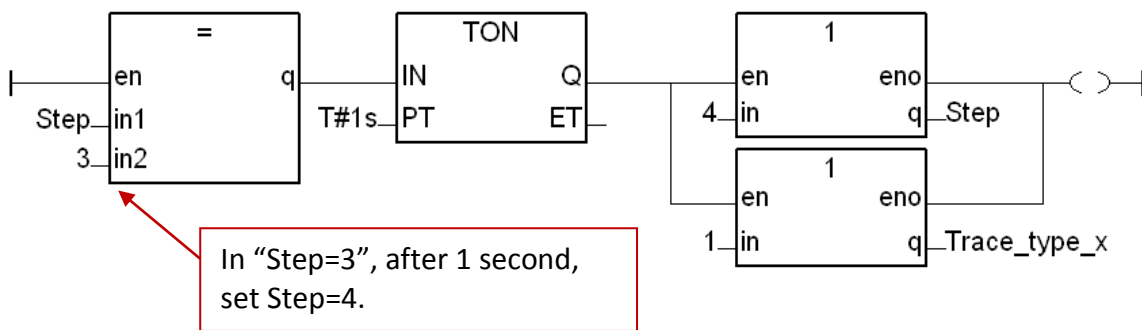 =
en
q
Step
in1
3
in2
TON
IN
Q
T#1s
PT
ET
1
en
eno
4
in
q
Step
1
en
eno
1
in
q
Trace_type_x
In “Step=3”, after 1 second,
set Step=4.